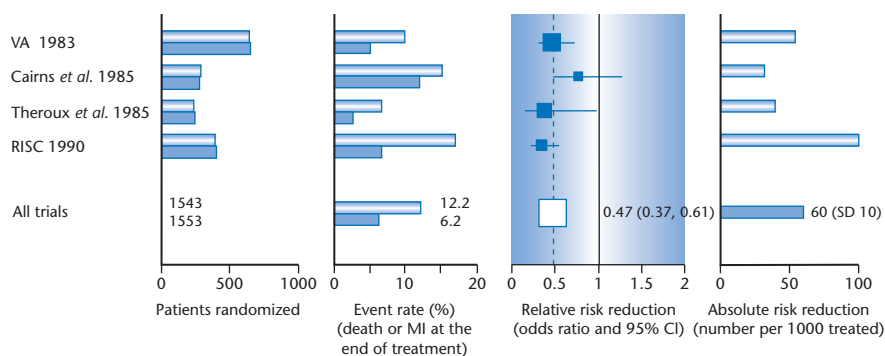 VA 1983
Cairns et al. 1985
Theroux et al. 1985
RISC 1990
All trials
1543
1553
12.2
6.2
0.47 (0.37, 0.61)
60 (SD 10)
0 500 1000
0 10 20
0 0.5 1 2
0 50 100
Patients randomized
Event rate (%)
(death or MI at the
end of treatment)
Relative risk reduction
(odds ratio and 95% CI)
Absolute risk reduction
(number per 1000 treated)